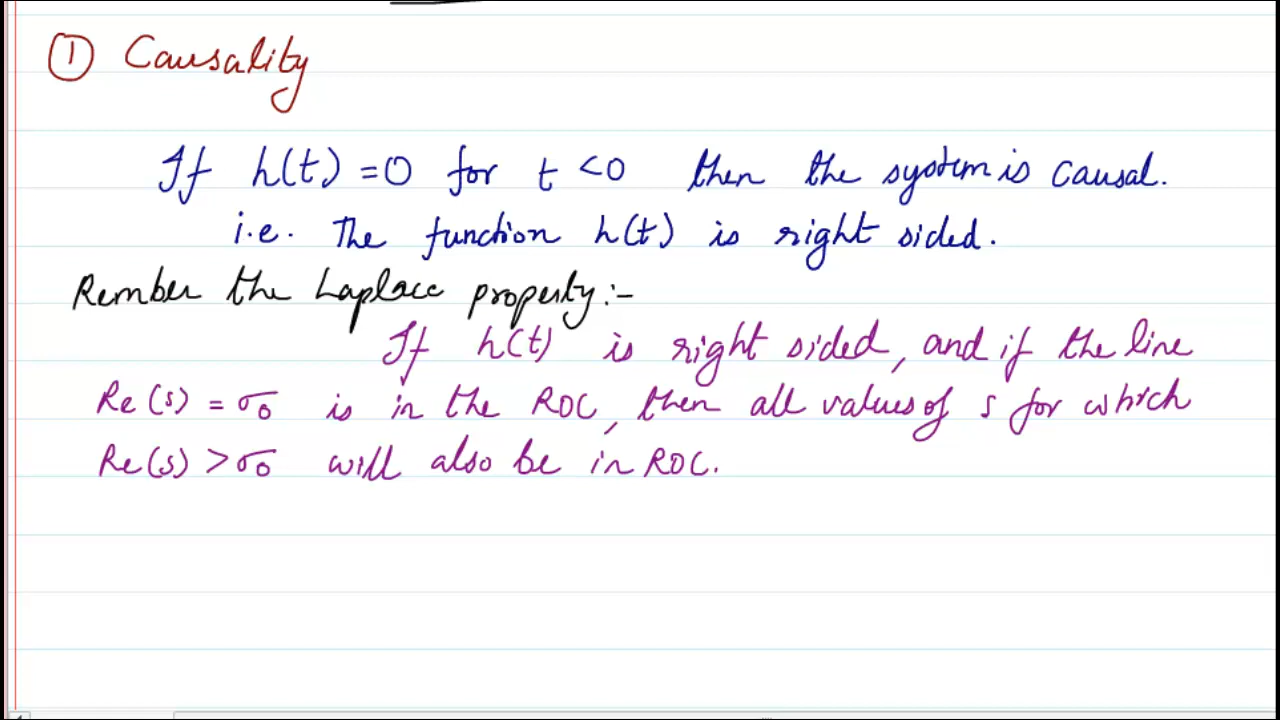 ① Causality
If h(t) = 0 for t < 0 then the system is causal.
i.e. The function h(t) is right sided.
Rember the Laplace property:-
If h(t) is right sided, and if the line
Re(s) = σ0 is in the ROC, then all values of s for which
Re(s) > σ0 will also be in ROC.